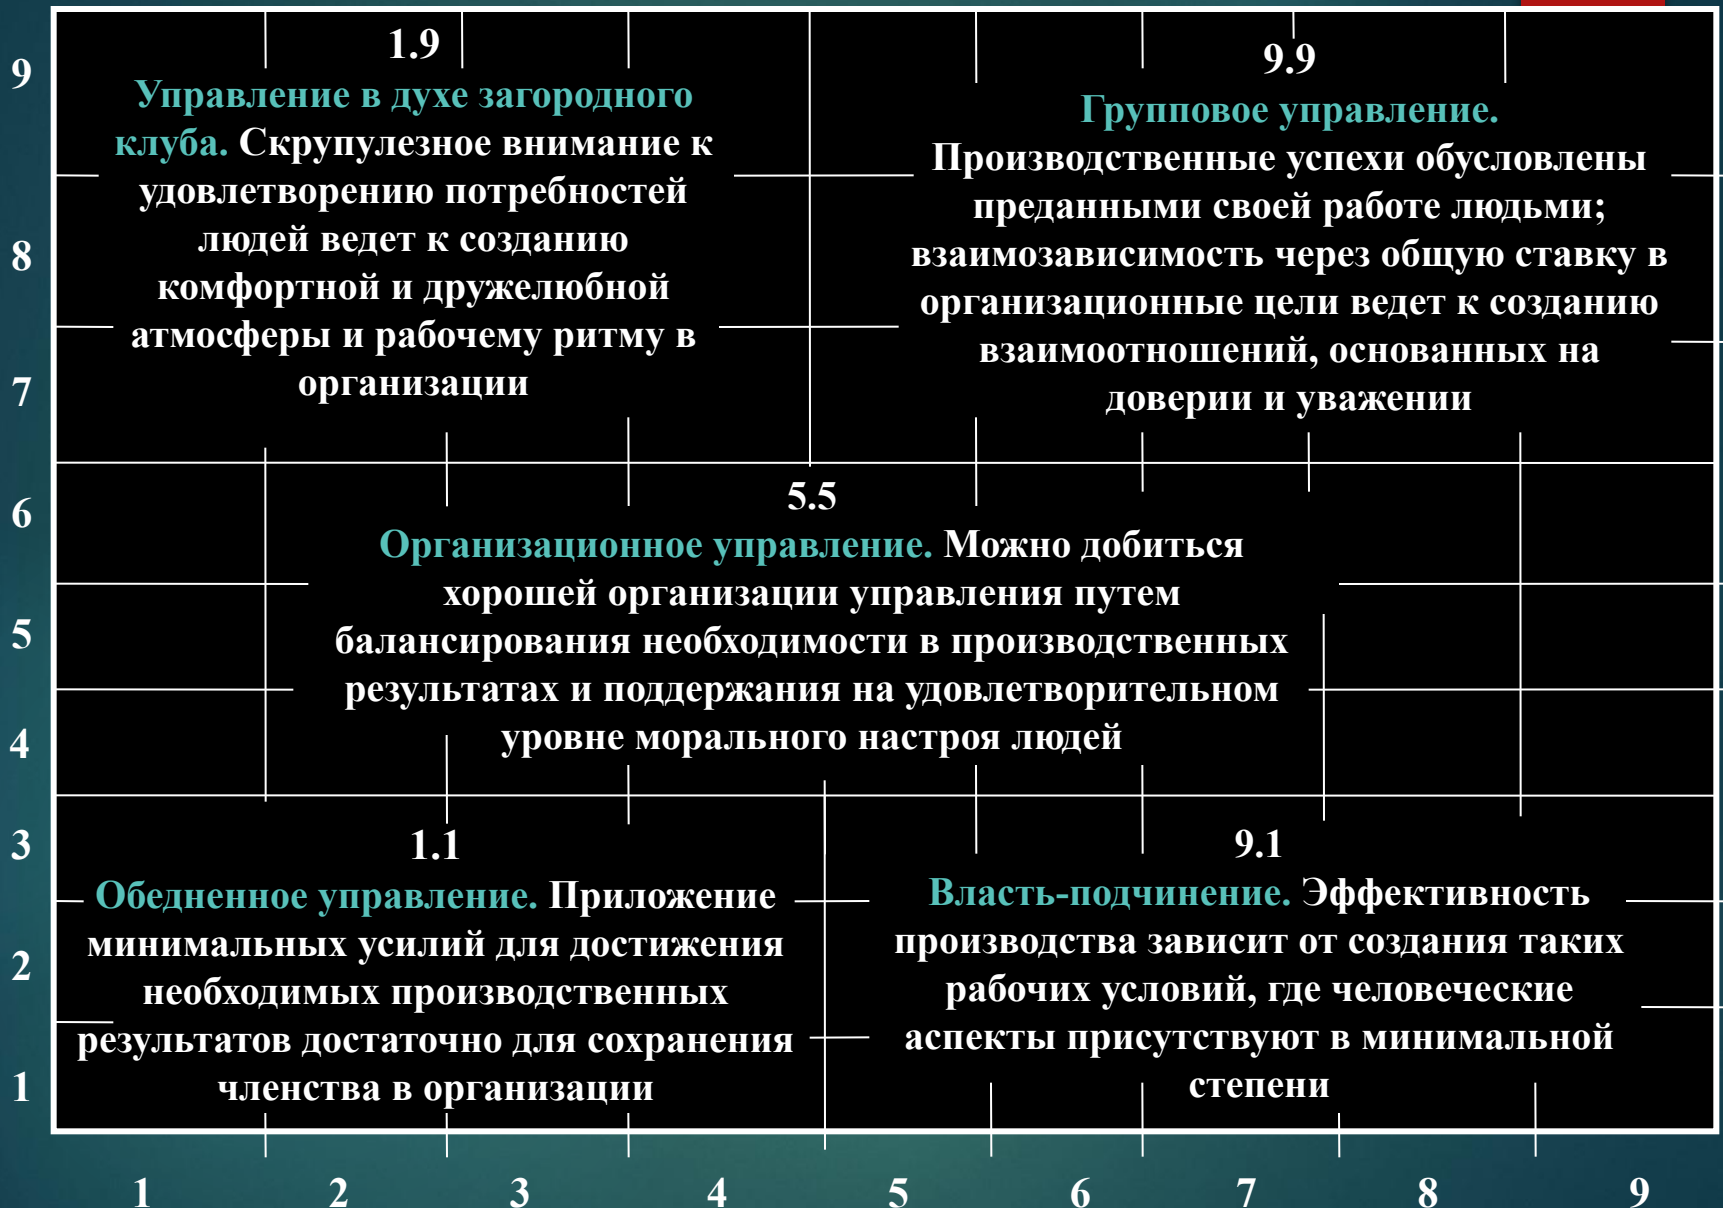 9
1.9
Управление в духе загородного
клуба. Скрупулезное внимание к
удовлетворению потребностей
людей ведет к созданию
комфортной и дружелюбной
атмосферы и рабочему ритму в
организации
9.9
Групповое управление.
Производственные успехи обусловлены
преданными своей работе людьми;
взаимозависимость через общую ставку в
организационные цели ведет к созданию
взаимоотношений, основанных на
доверии и уважении
8
7
6
5.5
Организационное управление. Можно добиться
хорошей организации управления путем
балансирования необходимости в производственных
результатах и поддержания на удовлетворительном
уровне морального настроя людей
5
4
3
1.1
Обедненное управление. Приложение
минимальных усилий для достижения
необходимых производственных
результатов достаточно для сохранения
членства в организации
9.1
Власть-подчинение. Эффективность
производства зависит от создания таких
рабочих условий, где человеческие
аспекты присутствуют в минимальной
степени
2
1
1 2 3 4 5 6 7 8 9